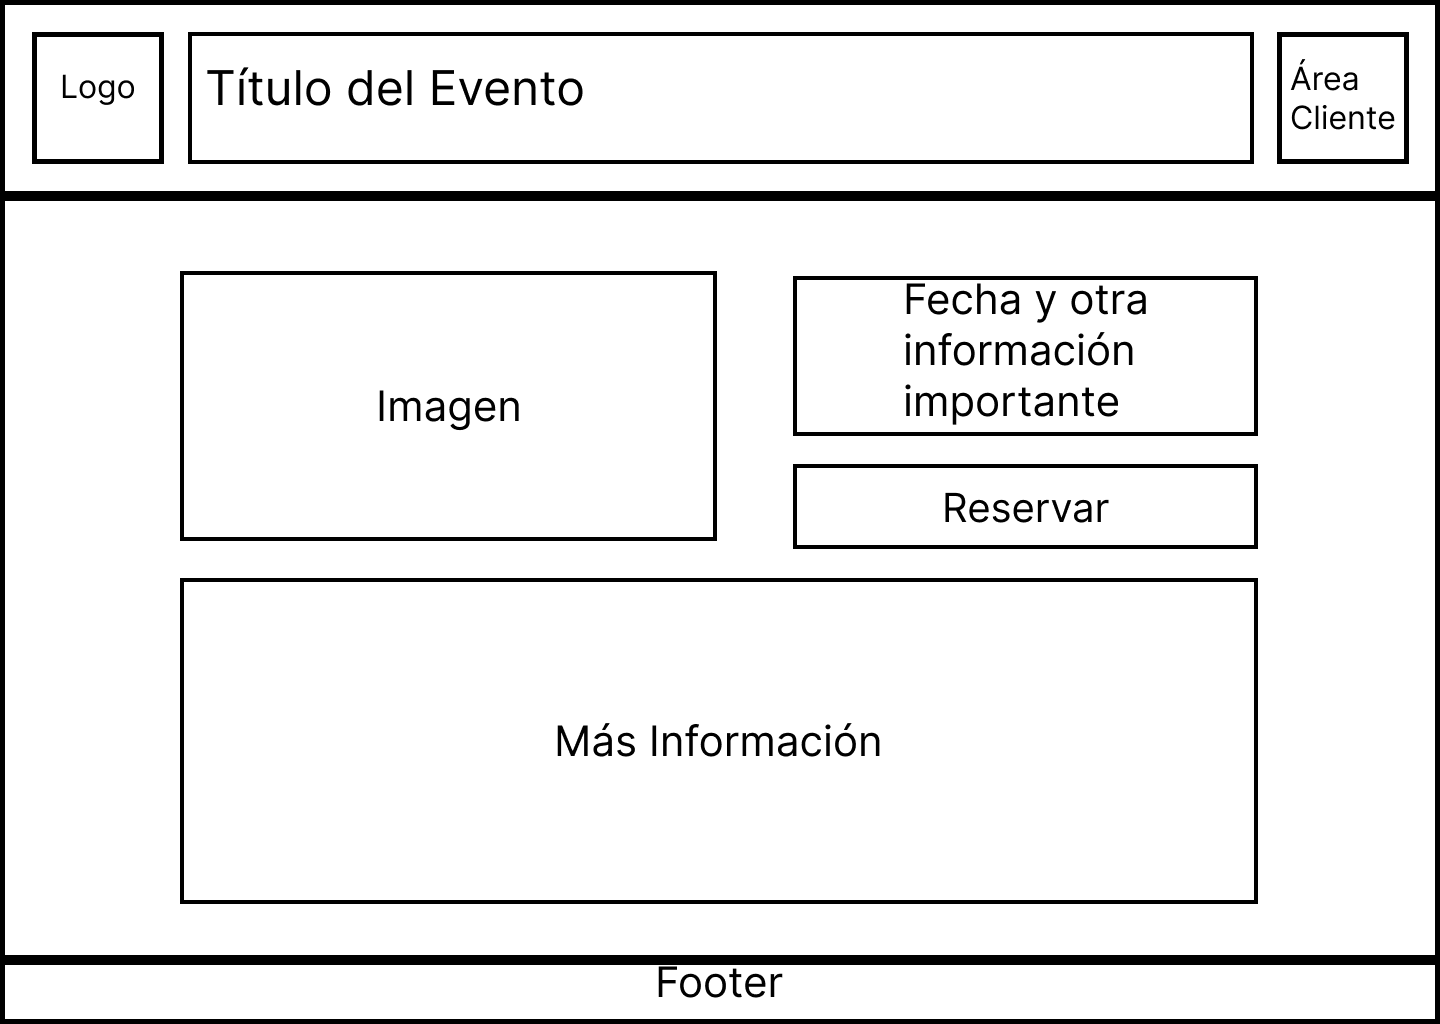 Logo
Título del Evento
Área
Cliente
Imagen
Fecha y otra
información
importante
Reservar
Más Información
Footer